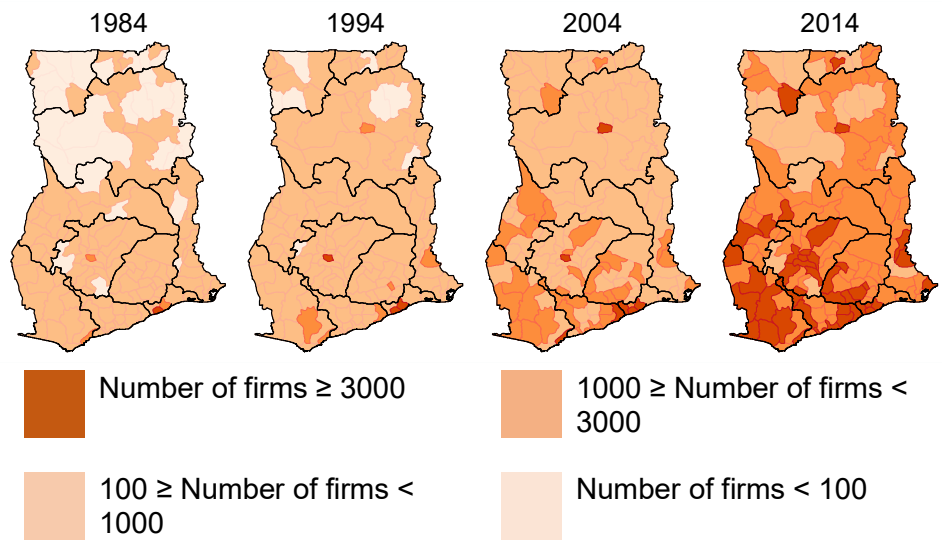 1984
1994
2004
2014
Number of firms ≥ 3000
1000 ≥ Number of firms <
3000
100 ≥ Number of firms <
1000
Number of firms < 100